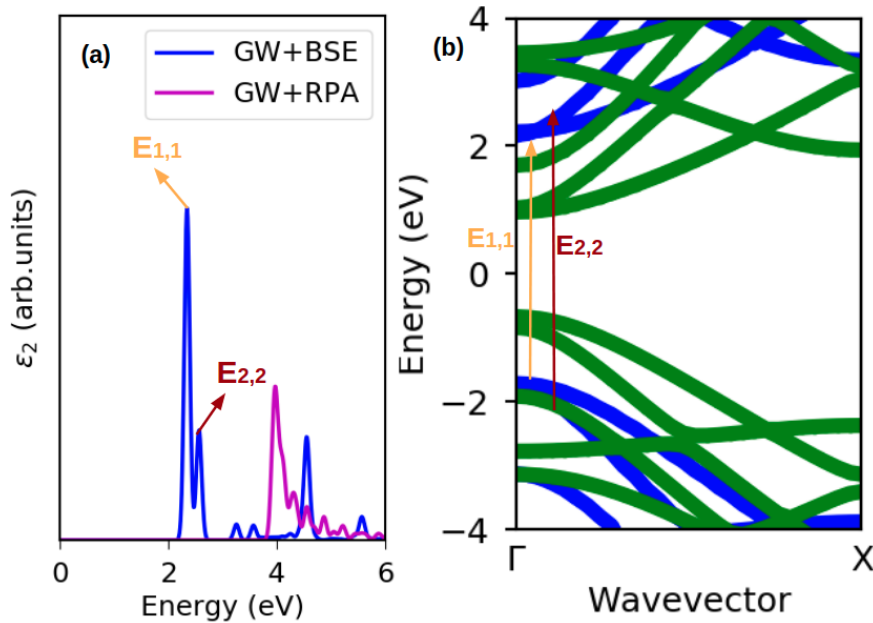 (a)
GW+BSE
GW+RPA
E1,1
E2,2
ε2 (arb.units)
0
2
4
6
Energy (eV)
(b)
4
2
0
−2
−4
Energy (eV)
E1,1
E2,2
Γ
X
Wavevector